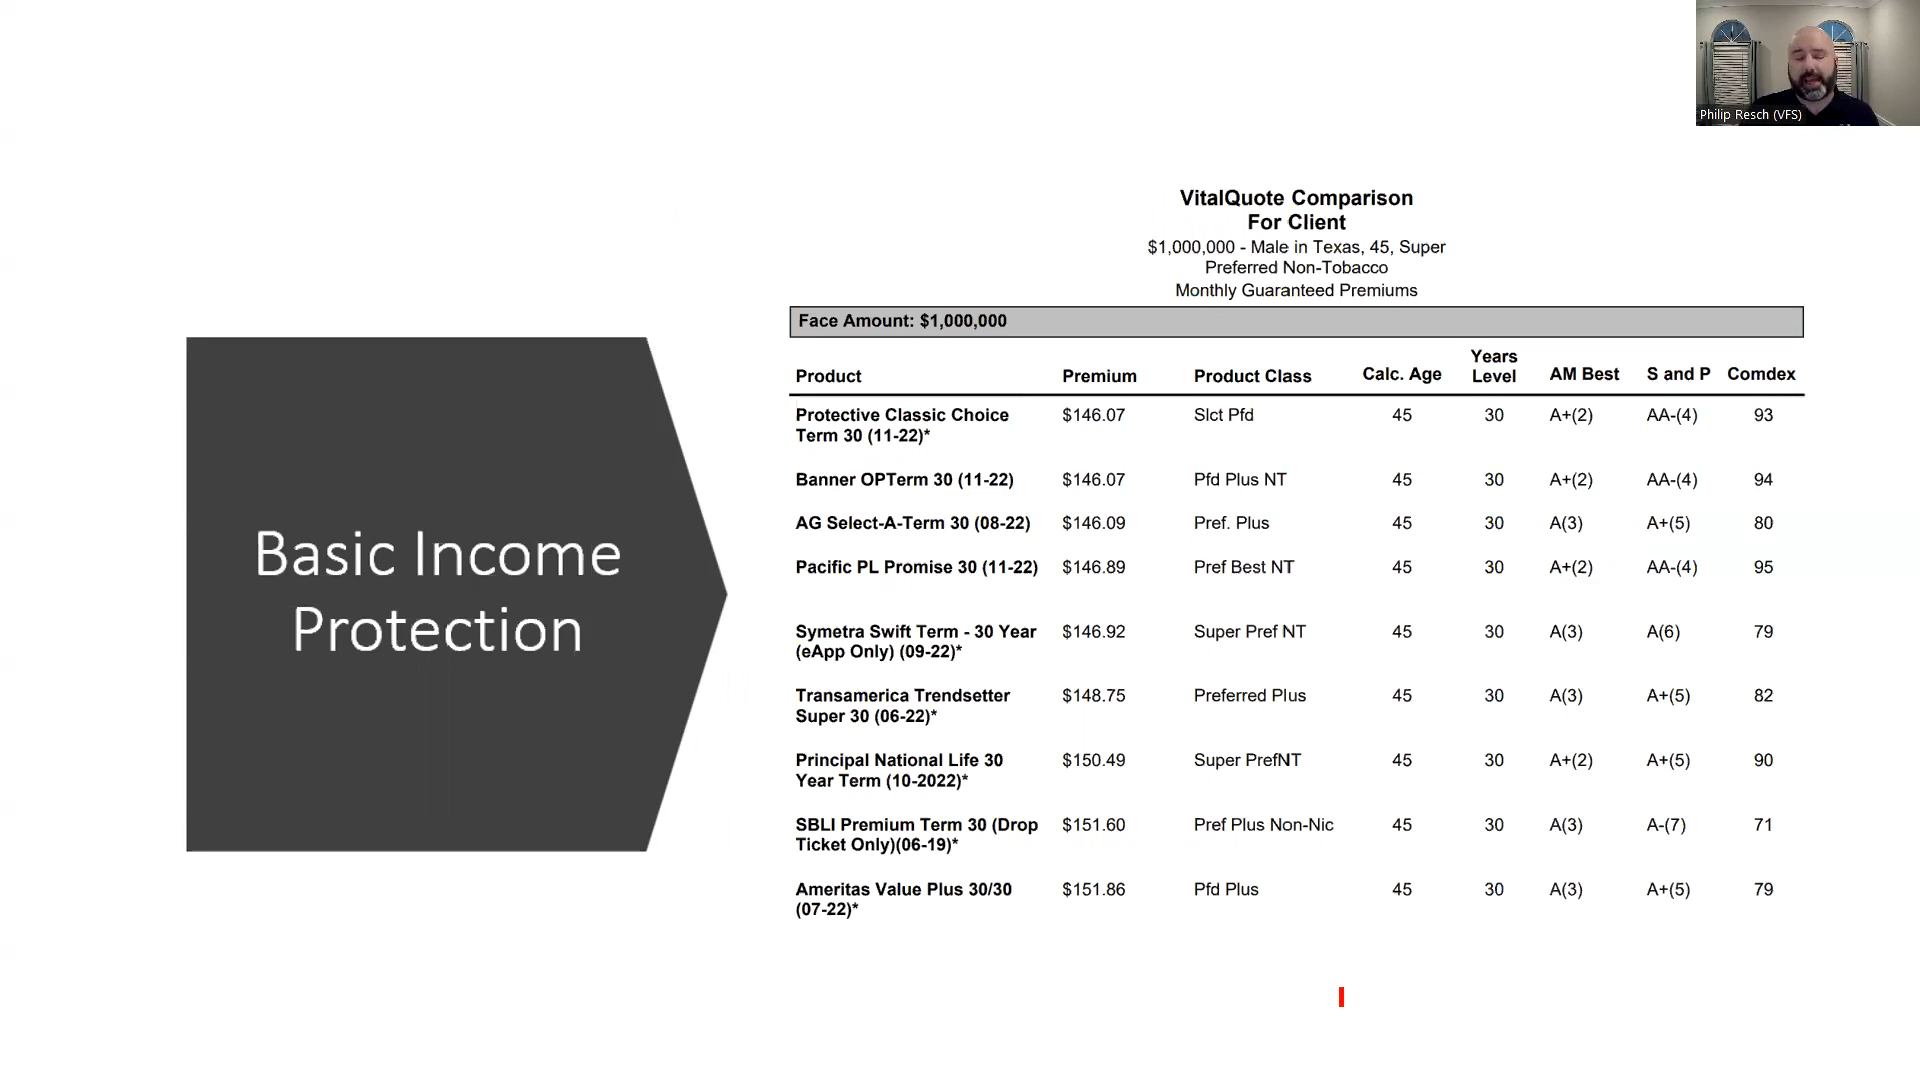 Philip Resch (VFS)
VitalQuote Comparison
For Client
$1,000,000 - Male in Texas, 45, Super
Preferred Non-Tobacco
Monthly Guaranteed Premiums
Face Amount: $1,000,000
Product Premium Product Class Calc. Age Years Level AM Best S and P Comdex
Protective Classic Choice $146.07 Slct Pfd 45 30 A+(2) AA-(4) 93
Term 30 (11-22)*
Banner OPTerm 30 (11-22) $146.07 Pfd Plus NT 45 30 A+(2) AA-(4) 94
AG Select-A-Term 30 (08-22) $146.09 Pref. Plus 45 30 A(3) A+(5) 80
Pacific PL Promise 30 (11-22) $146.89 Pref Best NT 45 30 A+(2) AA-(4) 95
Symetra Swift Term - 30 Year $146.92 Super Pref NT 45 30 A(3) A(6) 79
(eApp Only) (09-22)*
Transamerica Trendsetter $148.75 Preferred Plus 45 30 A(3) A+(5) 82
Super 30 (06-22)*
Principal National Life 30 $150.49 Super PrefNT 45 30 A+(2) A+(5) 90
Year Term (10-2022)*
SBLI Premium Term 30 (Drop $151.60 Pref Plus Non-Nic 45 30 A(3) A-(7) 71
Ticket Only)(06-19)*
Ameritas Value Plus 30/30 $151.86 Pfd Plus 45 30 A(3) A+(5) 79
(07-22)*
Basic Income
Protection